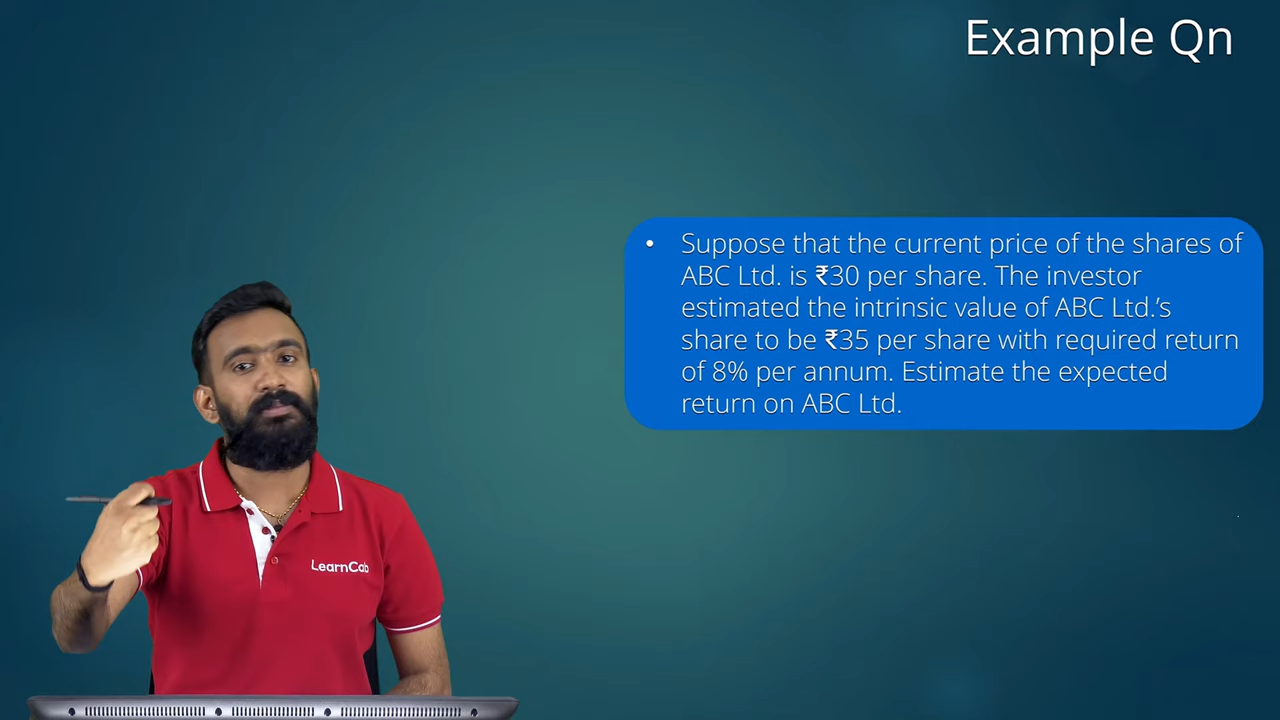 Example Qn
• Suppose that the current price of the shares of
ABC Ltd. is ₹30 per share. The investor
estimated the intrinsic value of ABC Ltd.’s
share to be ₹35 per share with required return
of 8% per annum. Estimate the expected
return on ABC Ltd.
LearnCab